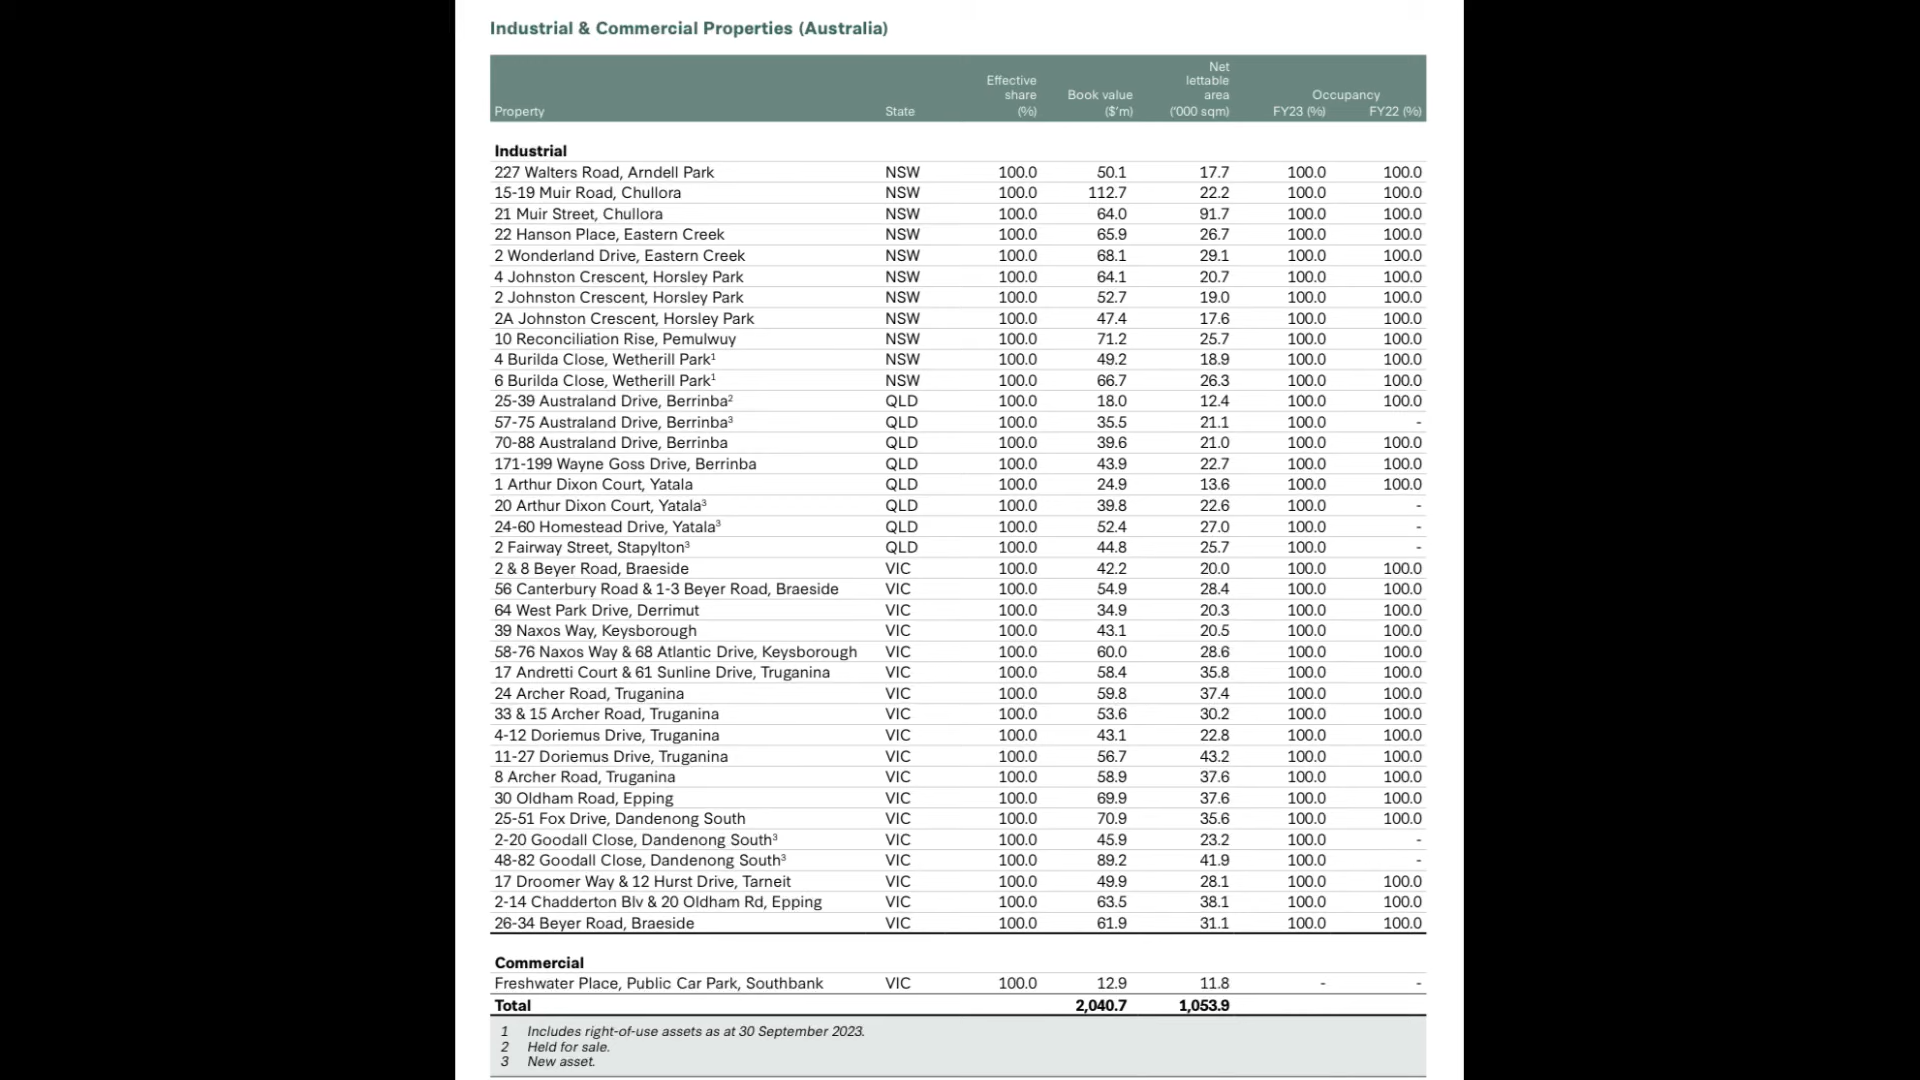 Industrial & Commercial Properties (Australia)
Property State Effective share (%) Book value ($'m) Net lettable area ('000 sqm) Occupancy FY23 (%) FY22 (%)
Industrial
227 Walters Road, Arndell Park NSW 100.0 50.1 17.7 100.0 100.0
15-19 Muir Road, Chullora NSW 100.0 112.7 22.2 100.0 100.0
21 Muir Street, Chullora NSW 100.0 64.0 91.7 100.0 100.0
22 Hanson Place, Eastern Creek NSW 100.0 65.9 26.7 100.0 100.0
2 Wonderland Drive, Eastern Creek NSW 100.0 68.1 29.1 100.0 100.0
4 Johnston Crescent, Horsley Park NSW 100.0 64.1 20.7 100.0 100.0
2 Johnston Crescent, Horsley Park NSW 100.0 52.7 19.0 100.0 100.0
2A Johnston Crescent, Horsley Park NSW 100.0 47.4 17.6 100.0 100.0
10 Reconciliation Rise, Pemulwuy NSW 100.0 71.2 25.7 100.0 100.0
4 Burilda Close, Wetherill Park¹ NSW 100.0 49.2 18.9 100.0 100.0
6 Burilda Close, Wetherill Park¹ NSW 100.0 66.7 26.3 100.0 100.0
25-39 Australand Drive, Berrinba² QLD 100.0 18.0 12.4 100.0 100.0
57-75 Australand Drive, Berrinba³ QLD 100.0 35.5 21.1 100.0 -
70-88 Australand Drive, Berrinba QLD 100.0 39.6 21.0 100.0 100.0
171-199 Wayne Goss Drive, Berrinba QLD 100.0 43.9 22.7 100.0 100.0
1 Arthur Dixon Court, Yatala QLD 100.0 24.9 13.6 100.0 100.0
20 Arthur Dixon Court, Yatala³ QLD 100.0 39.8 22.6 100.0 -
24-60 Homestead Drive, Yatala³ QLD 100.0 52.4 27.0 100.0 -
2 Fairway Street, Stapylton³ QLD 100.0 44.8 25.7 100.0 -
2 & 8 Beyer Road, Braeside VIC 100.0 42.2 20.0 100.0 100.0
56 Canterbury Road & 1-3 Beyer Road, Braeside VIC 100.0 54.9 28.4 100.0 100.0
64 West Park Drive, Derrimut VIC 100.0 34.9 20.3 100.0 100.0
39 Naxos Way, Keysborough VIC 100.0 43.1 20.5 100.0 100.0
58-76 Naxos Way & 68 Atlantic Drive, Keysborough VIC 100.0 60.0 28.6 100.0 100.0
17 Andretti Court & 61 Sunline Drive, Truganina VIC 100.0 58.4 35.8 100.0 100.0
24 Archer Road, Truganina VIC 100.0 59.8 37.4 100.0 100.0
33 & 15 Archer Road, Truganina VIC 100.0 53.6 30.2 100.0 100.0
4-12 Doriemus Drive, Truganina VIC 100.0 43.1 22.8 100.0 100.0
11-27 Doriemus Drive, Truganina VIC 100.0 56.7 43.2 100.0 100.0
8 Archer Road, Truganina VIC 100.0 58.9 37.6 100.0 100.0
30 Oldham Road, Epping VIC 100.0 69.9 37.6 100.0 100.0
25-51 Fox Drive, Dandenong South VIC 100.0 70.9 35.6 100.0 100.0
2-20 Goodall Close, Dandenong South³ VIC 100.0 45.9 23.2 100.0 -
48-82 Goodall Close, Dandenong South³ VIC 100.0 89.2 41.9 100.0 -
17 Droomer Way & 12 Hurst Drive, Tarneit VIC 100.0 49.9 28.1 100.0 100.0
2-14 Chadderton Blv & 20 Oldham Rd, Epping VIC 100.0 63.5 38.1 100.0 100.0
26-34 Beyer Road, Braeside VIC 100.0 61.9 31.1 100.0 100.0
Commercial
Freshwater Place, Public Car Park, Southbank VIC 100.0 12.9 11.8 - -
Total 2,040.7 1,053.9
1 Includes right-of-use assets as at 30 September 2023.
2 Held for sale.
3 New asset.